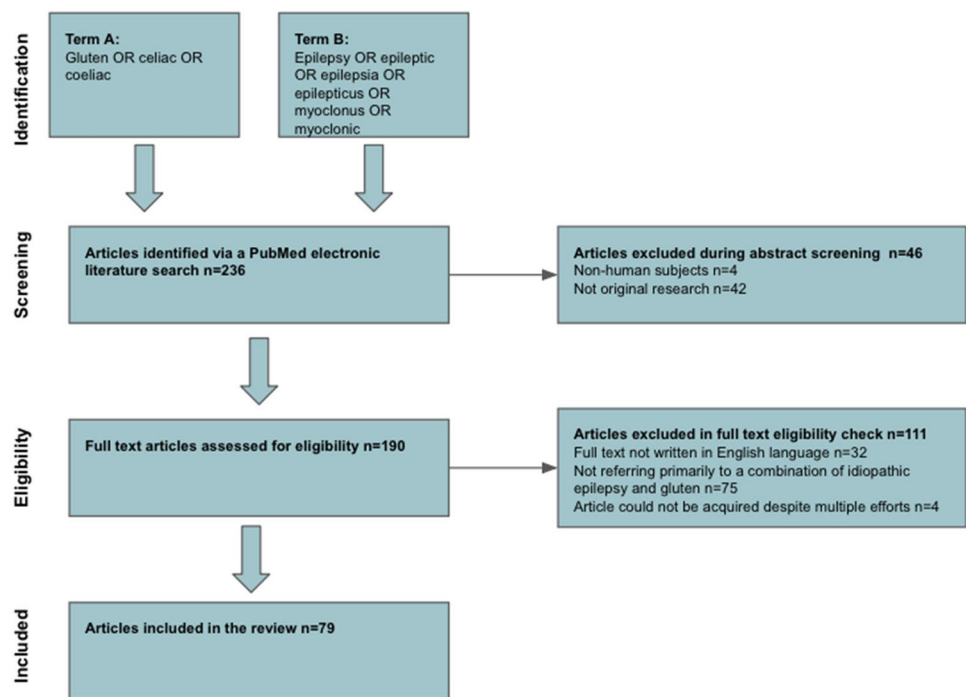 Identification
Term A:
Gluten OR celiac OR
coeliac
Term B:
Epilepsy OR epileptic
OR epilepsia OR
epilepticus OR
myoclonus OR
myoclonic
Screening
Articles identified via a PubMed electronic
literature search n=236
Articles excluded during abstract screening n=46
Non-human subjects n=4
Not original research n=42
Eligibility
Full text articles assessed for eligibility n=190
Articles excluded in full text eligibility check n=111
Full text not written in English language n=32
Not referring primarily to a combination of idiopathic
epilepsy and gluten n=75
Article could not be acquired despite multiple efforts n=4
Included
Articles included in the review n=79